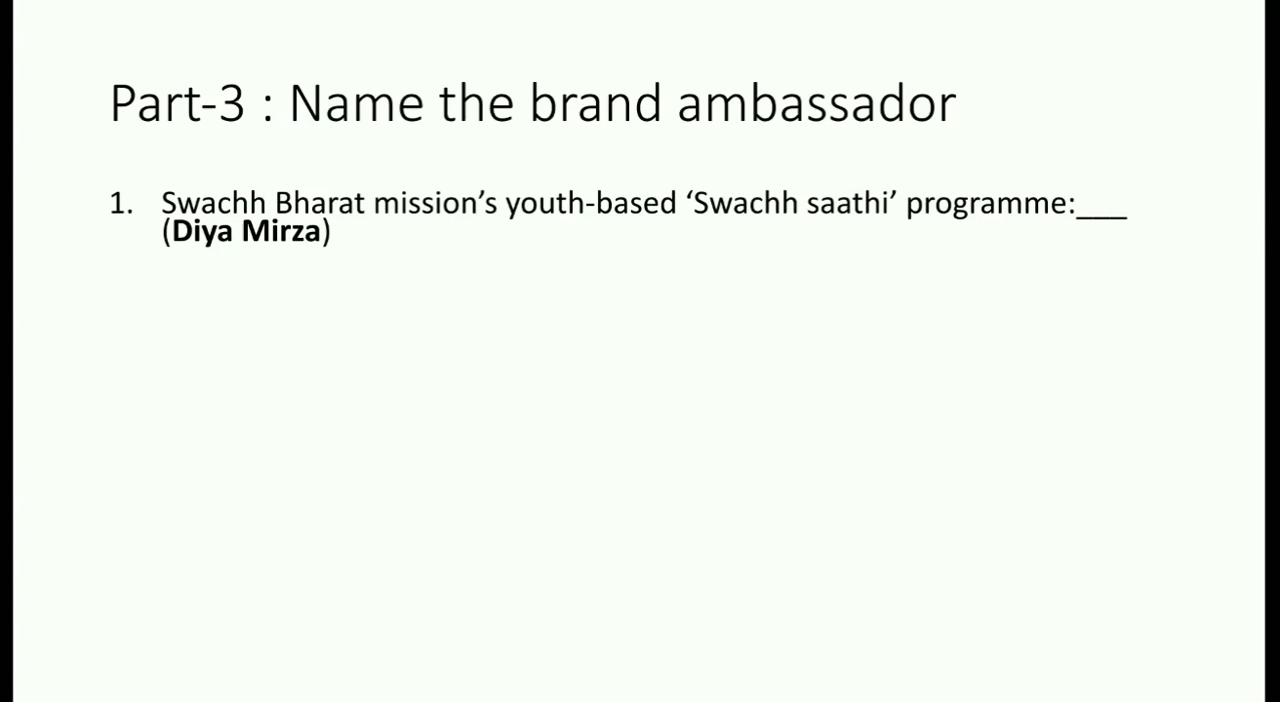 Part-3 : Name the brand ambassador
1. Swachh Bharat mission’s youth-based ‘Swachh saathi’ programme:___
(Diya Mirza)